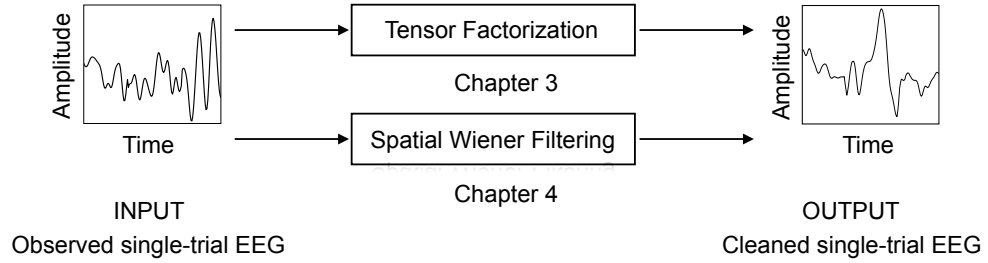 Amplitude
Time
Tensor Factorization
Chapter 3
Spatial Wiener Filtering
Chapter 4
Amplitude
Time
INPUT
Observed single-trial EEG
OUTPUT
Cleaned single-trial EEG